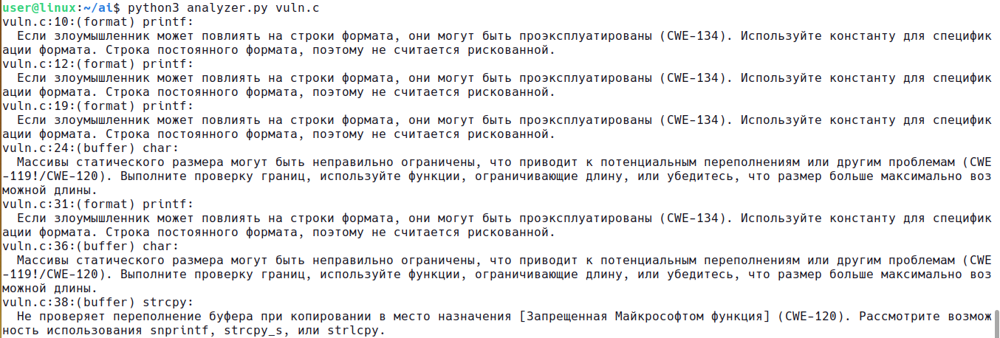 user@linux:~/ai$ python3 analyzer.py vuln.c
vuln.c:10:(format) printf:
  Если злоумышленник может повлиять на строки формата, они могут быть проэксплуатированы (CWE-134). Используйте константу для специфик
ации формата. Строка постоянного формата, поэтому не считается рискованной.
vuln.c:12:(format) printf:
  Если злоумышленник может повлиять на строки формата, они могут быть проэксплуатированы (CWE-134). Используйте константу для специфик
ации формата. Строка постоянного формата, поэтому не считается рискованной.
vuln.c:19:(format) printf:
  Если злоумышленник может повлиять на строки формата, они могут быть проэксплуатированы (CWE-134). Используйте константу для специфик
ации формата. Строка постоянного формата, поэтому не считается рискованной.
vuln.c:24:(buffer) char:
  Массивы статического размера могут быть неправильно ограничены, что приводит к потенциальным переполнениям или другим проблемам (CWE
-119!/CWE-120). Выполните проверку границ, используйте функции, ограничивающие длину, или убедитесь, что размер больше максимально воз
можной длины.
vuln.c:31:(format) printf:
  Если злоумышленник может повлиять на строки формата, они могут быть проэксплуатированы (CWE-134). Используйте константу для специфик
ации формата. Строка постоянного формата, поэтому не считается рискованной.
vuln.c:36:(buffer) char:
  Массивы статического размера могут быть неправильно ограничены, что приводит к потенциальным переполнениям или другим проблемам (CWE
-119!/CWE-120). Выполните проверку границ, используйте функции, ограничивающие длину, или убедитесь, что размер больше максимально воз
можной длины.
vuln.c:38:(buffer) strcpy:
  Не проверяет переполнение буфера при копировании в место назначения [Запрещенная Майкрософтом функция] (CWE-120). Рассмотрите возмож
ность использования snprintf, strcpy_s, или strlcpy.